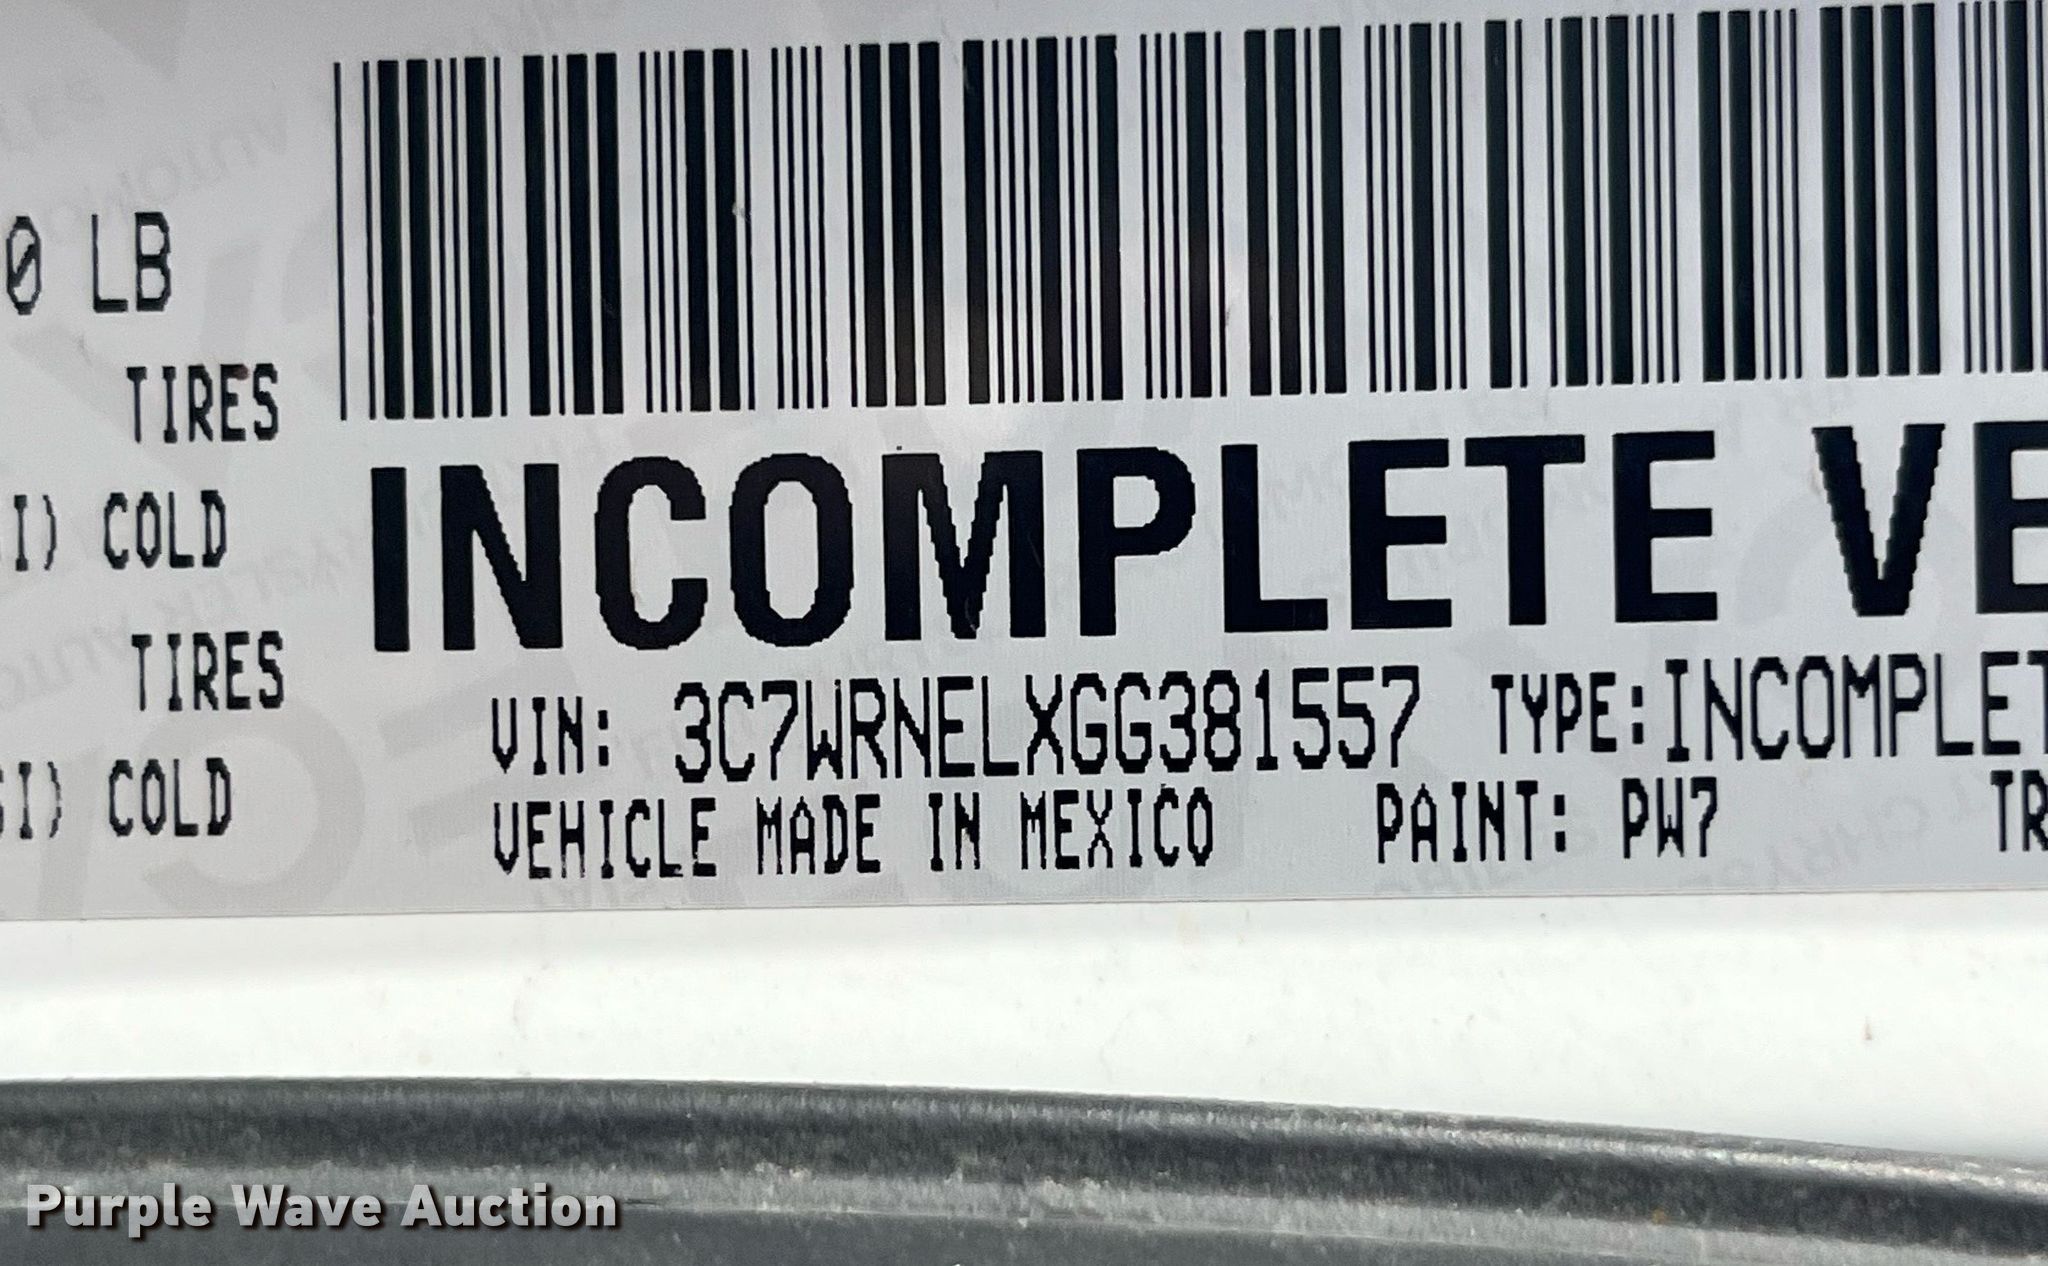 0 LB
TIRES
I) COLD
TIRES
SI) COLD
INCOMPLETE VE
VIN: 3C7WRNELXGG381557 TYPE:INCOMPLET
VEHICLE MADE IN MEXICO PAINT: PW7 TR
Purple Wave Auction